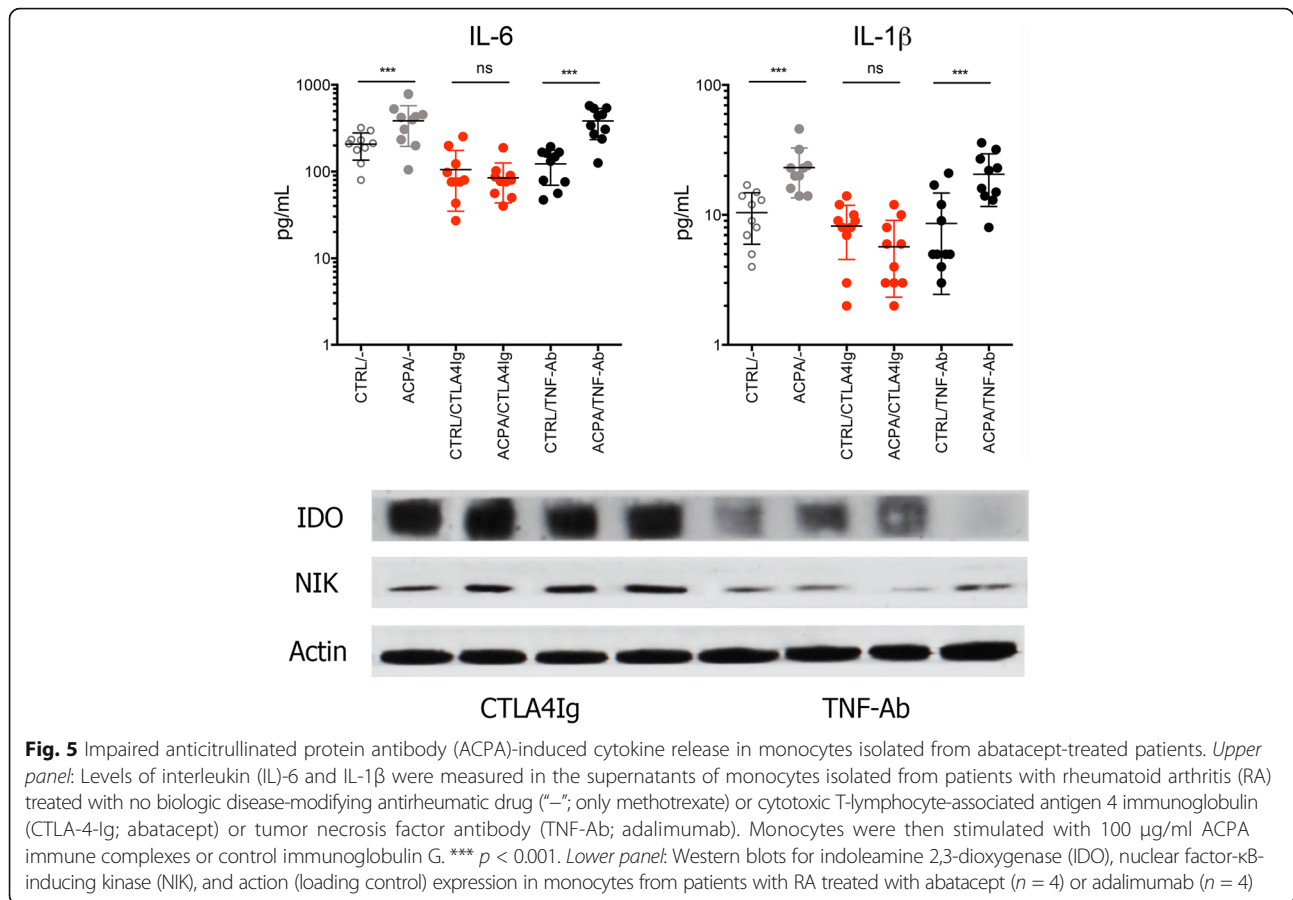 IL-6
IL-1β
*** ns ***
*** ns ***
1000
100
10
1
pg/mL
100
10
1
pg/mL
CTRL/-
ACPA/-
CTRL/CTLA4Ig
ACPA/CTLA4Ig
CTRL/TNF-Ab
ACPA/TNF-Ab
CTRL/-
ACPA/-
CTRL/CTLA4Ig
ACPA/CTLA4Ig
CTRL/TNF-Ab
ACPA/TNF-Ab
IDO
NIK
Actin
CTLA4Ig
TNF-Ab
Fig. 5 Impaired anticitrullinated protein antibody (ACPA)-induced cytokine release in monocytes isolated from abatacept-treated patients. Upper
panel: Levels of interleukin (IL)-6 and IL-1β were measured in the supernatants of monocytes isolated from patients with rheumatoid arthritis (RA)
treated with no biologic disease-modifying antirheumatic drug (“–”; only methotrexate) or cytotoxic T-lymphocyte-associated antigen 4 immunoglobulin
(CTLA-4-Ig; abatacept) or tumor necrosis factor antibody (TNF-Ab; adalimumab). Monocytes were then stimulated with 100 μg/ml ACPA
immune complexes or control immunoglobulin G. *** p < 0.001. Lower panel: Western blots for indoleamine 2,3-dioxygenase (IDO), nuclear factor-κB-
inducing kinase (NIK), and action (loading control) expression in monocytes from patients with RA treated with abatacept (n = 4) or adalimumab (n = 4)